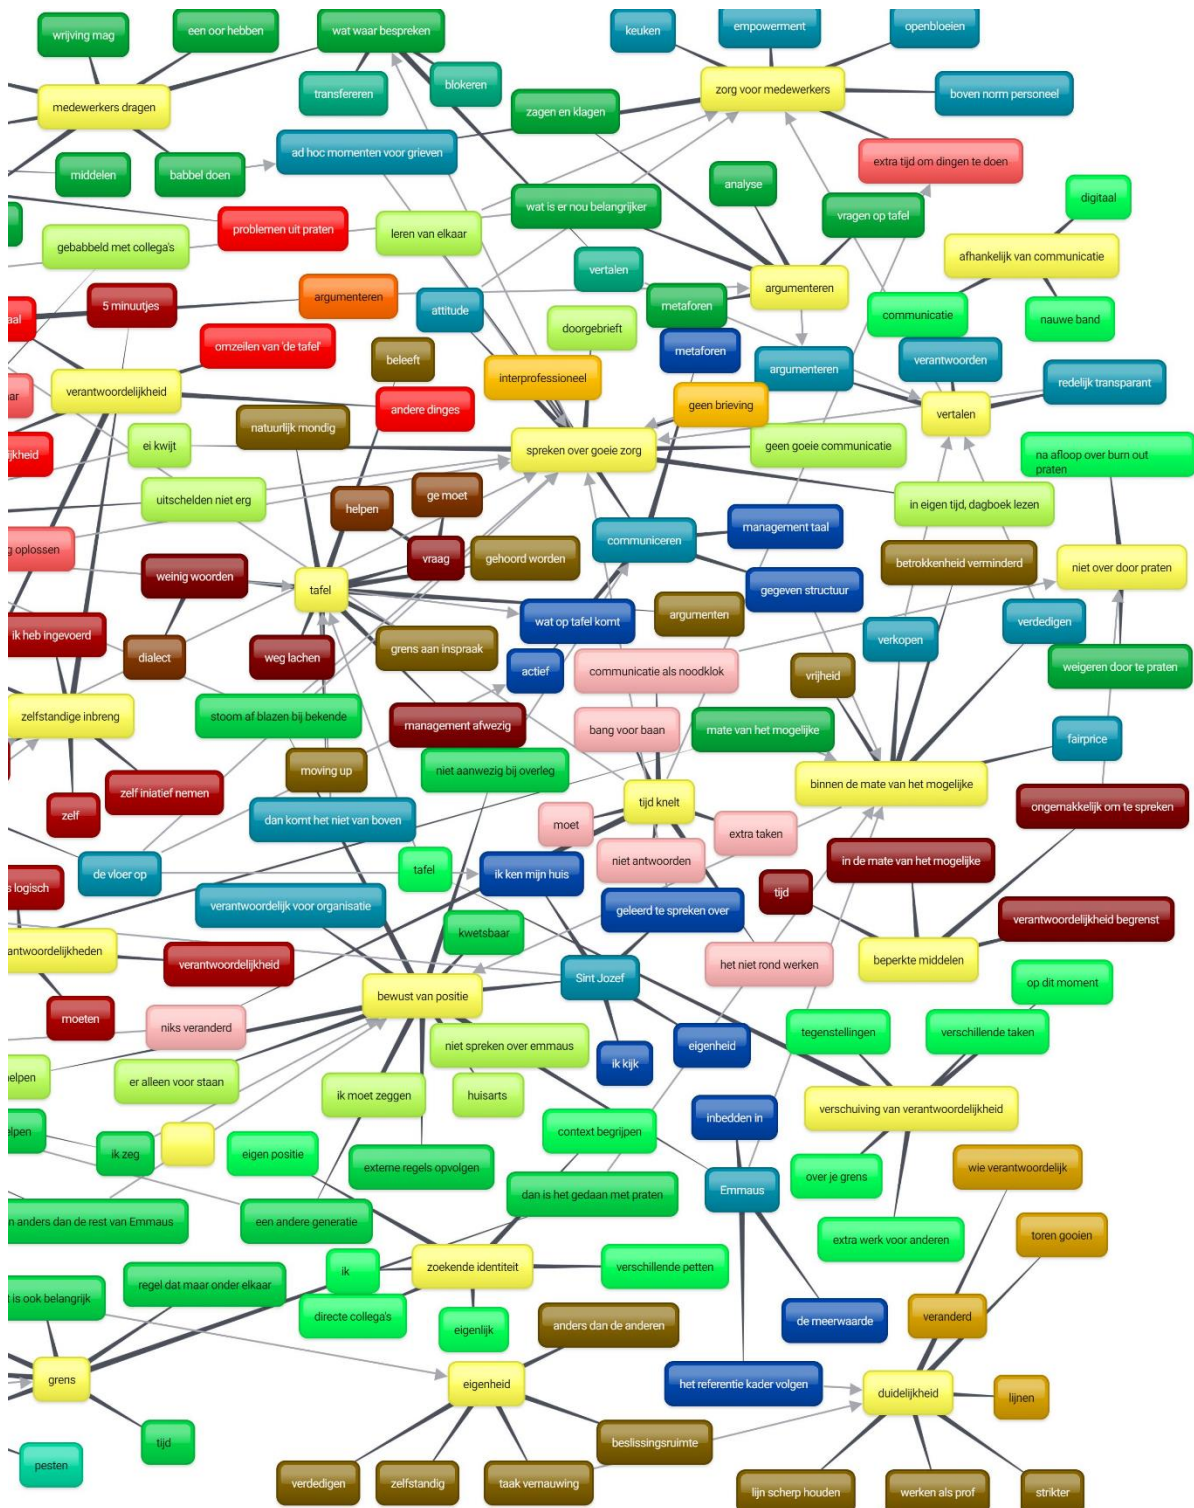 wrijving mag
een oor hebben
wat waar bespreken
keuken
empowerment
openbloeien
medewerkers dragen
transfereren
blokeren
zorg voor medewerkers
boven norm personeel
zagen en klagen
ad hoc momenten voor grieven
extra tijd om dingen te doen
middelen
babbel doen
analyse
digitaal
problemen uit praten
wat is er nou belangrijker
vragen op tafel
gebabbeld met collega's
leren van elkaar
afhankelijk van communicatie
vertalen
argumenteren
5 minuutjes
argumenteren
attitude
metaforen
communicatie
nauwe band
aal
omzeilen van 'de tafel'
doorgebrieft
metaforen
verantwoorden
beleeft
argumenteren
interprofessioneel
verantwoordelijkheid
redelijk transparant
aar
andere dinges
geen brieving
vertalen
natuurlijk mondig
ei kwijt
spreken over goeie zorg
geen goeie communicatie
na afloop over burn out
praten
ijkheid
uitschelden niet erg
ge moet
helpen
in eigen tijd, dagboek lezen
management taal
communiceren
g oplossen
vraag
gehoord worden
betrokkenheid verminderd
niet over door praten
weinig woorden
tafel
gegeven structuur
argumenten
wat op tafel komt
verdedigen
ik heb ingevoerd
verkopen
dialect
weg lachen
grens aan inspraak
actief
communicatie als noodklok
vrijheid
weigeren door te praten
zelfstandige inbreng
stoom af blazen bij bekende
management afwezig
bang voor baan
mate van het mogelijke
fairprice
moving up
niet aanwezig bij overleg
zelf iniatief nemen
tijd knelt
binnen de mate van het mogelijke
zelf
dan komt het niet van boven
moet
extra taken
ongemakkelijk om te spreken
de vloer op
tafel
ik ken mijn huis
niet antwoorden
in de mate van het mogelijke
s logisch
tijd
verantwoordelijk voor organisatie
geleerd te spreken over
verantwoordelijkheid begrenst
kwetsbaar
antwoordelijkheden
verantwoordelijkheid
het niet rond werken
beperkte middelen
bewust van positie
Sint Jozef
op dit moment
moeten
niks veranderd
tegenstellingen
verschillende taken
niet spreken over emmaus
eigenheid
helpen
er alleen voor staan
ik kijk
ik moet zeggen
huisarts
verschuiving van verantwoordelijkheid
inbedden in
elpen
ik zeg
eigen positie
context begrijpen
externe regels opvolgen
wie verantwoordelijk
over je grens
Emmaus
dan is het gedaan met praten
n anders dan de rest van Emmaus
een andere generatie
extra werk voor anderen
toren gooien
zoekende identiteit
verschillende petten
ik
regel dat maar onder elkaar
t is ook belangrijk
directe collega's
eigenlijk
anders dan de anderen
de meerwaarde
veranderd
grens
eigenheid
het referentie kader volgen
duidelijkheid
lijnen
tijd
beslissingsruimte
pesten
verdedigen
zelfstandig
taak vernauwing
lijn scherp houden
werken als prof
strikter